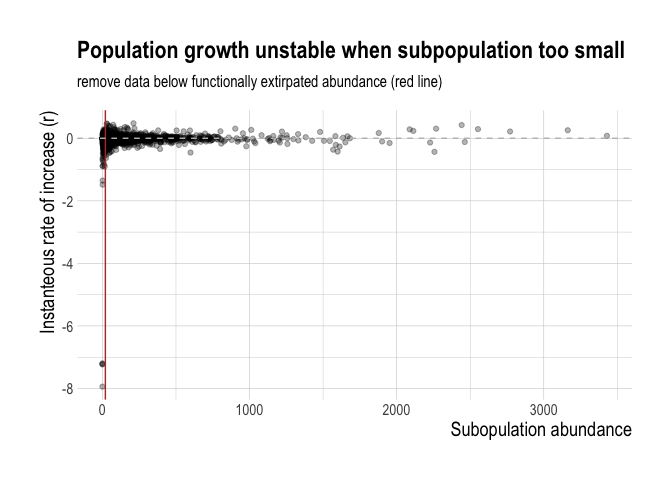 Population growth unstable when subpopulation too small
remove data below functionally extirpated abundance (red line)
Instanteous rate of increase (r)
0
-2
-4
-6
-8
0
1000
2000
3000
Subopulation abundance